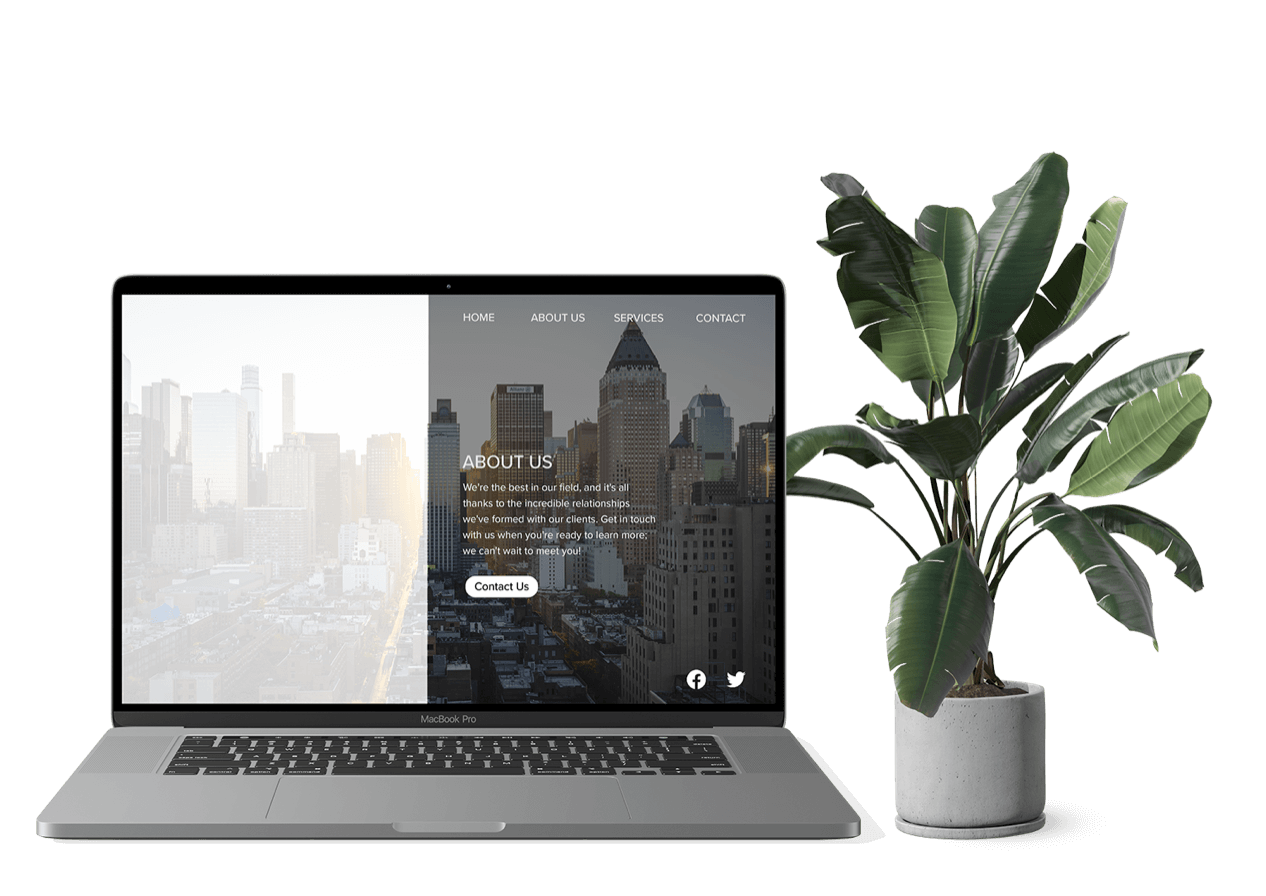 HOME ABOUT US SERVICES CONTACT
ABOUT US
We're the best in our field, and it's all
thanks to the incredible relationships
we've formed with our clients. Get in touch
with us when you're ready to learn more;
we can't wait to meet you!
Contact Us
MacBook Pro